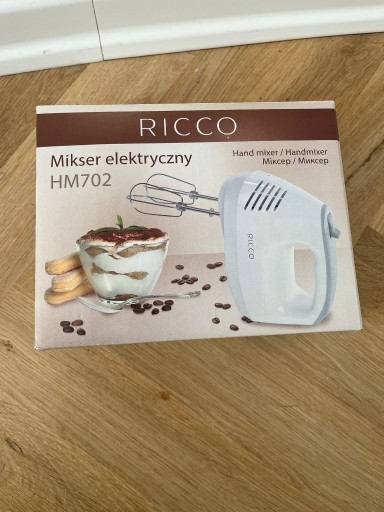 RICCO
Mikser elektryczny
HM702
Hand mixer / Handmixer
Міксер / Миксер
RICCO